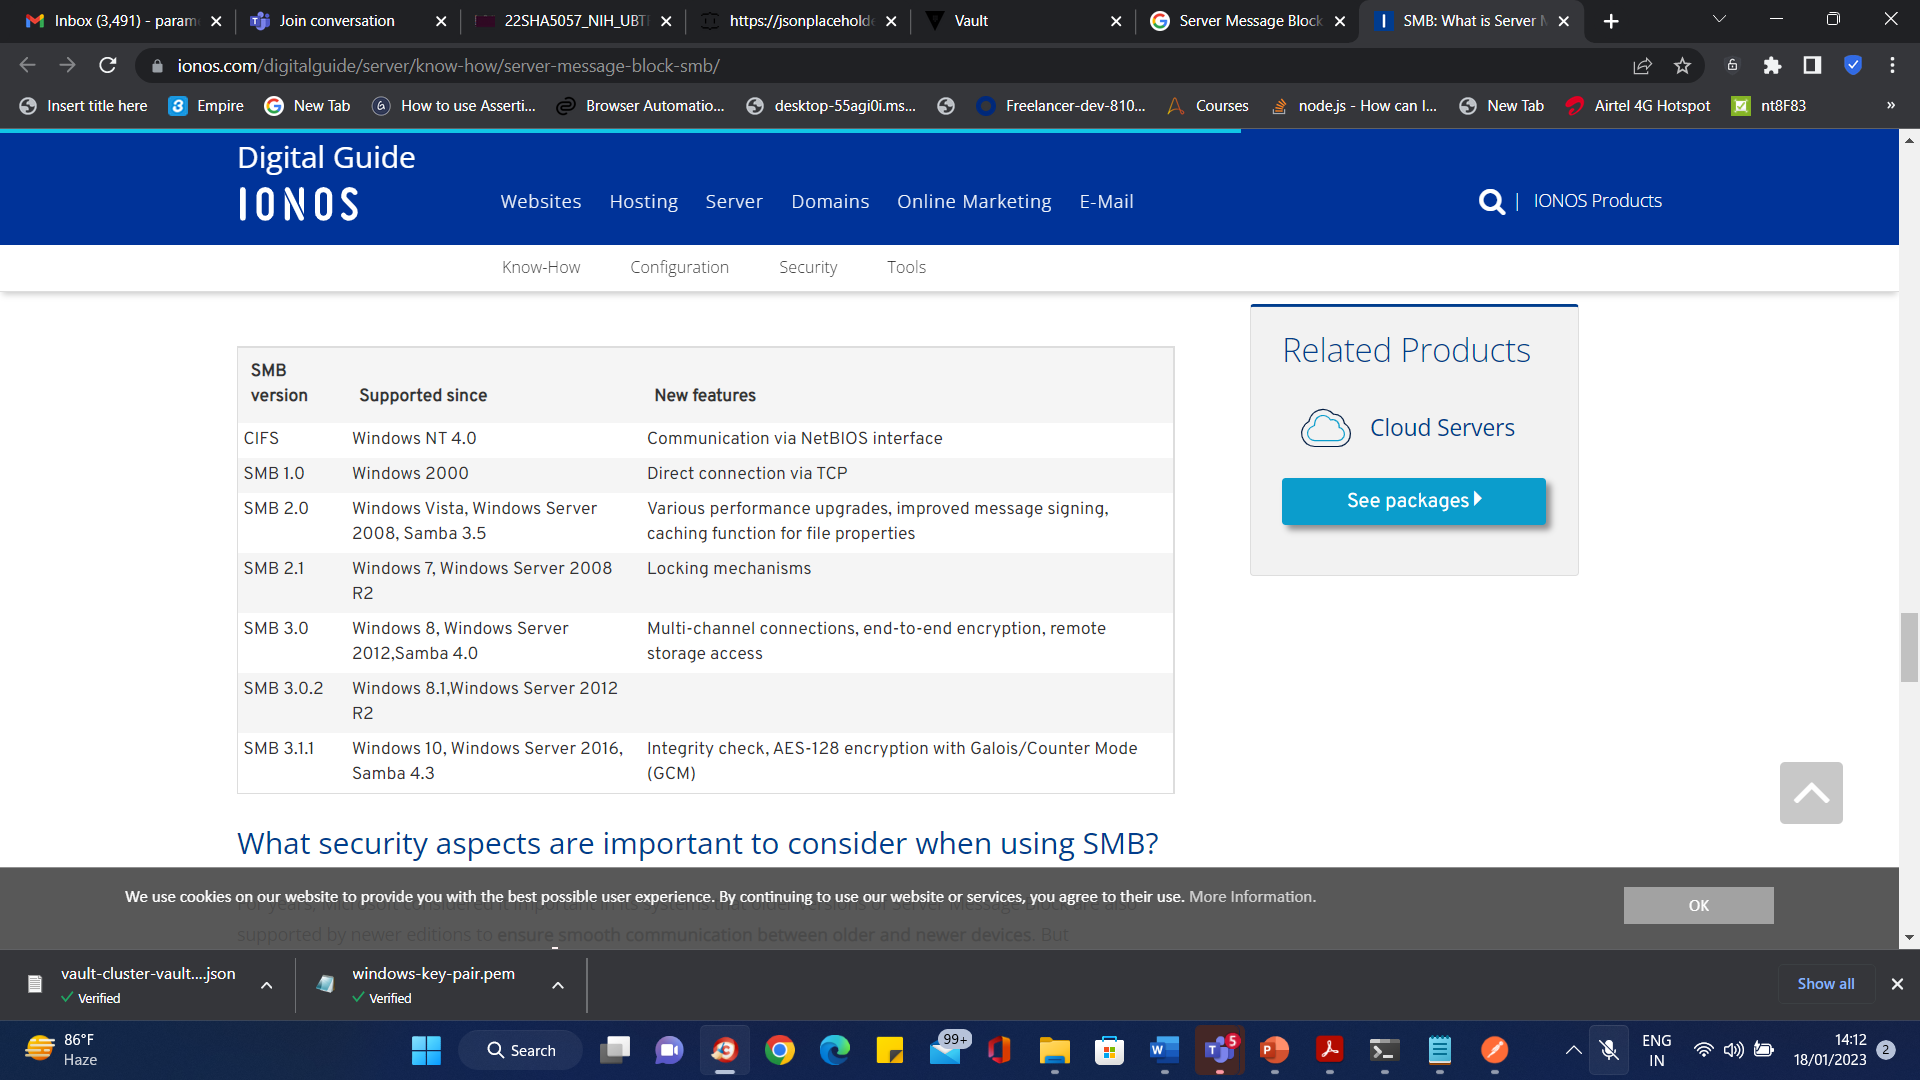 Inbox (3,491) - param
Join conversation
22SHA5057_NIH_UBTI
https://jsonplaceholde
Vault
Server Message Block
SMB: What is Server M
ionos.com/digitalguide/server/know-how/server-message-block-smb/
Insert title here
Empire
New Tab
How to use Asserti...
Browser Automatio...
desktop-55agi0i.ms...
Freelancer-dev-810...
Courses
node.js - How can I...
New Tab
Airtel 4G Hotspot
nt8F83
»
Digital Guide
IONOS
Websites
Hosting
Server
Domains
Online Marketing
E-Mail
IONOS Products
Know-How
Configuration
Security
Tools
SMB version
Supported since
New features
CIFS
Windows NT 4.0
Communication via NetBIOS interface
SMB 1.0
Windows 2000
Direct connection via TCP
SMB 2.0
Windows Vista, Windows Server
2008, Samba 3.5
Various performance upgrades, improved message signing,
caching function for file properties
SMB 2.1
Windows 7, Windows Server 2008
R2
Locking mechanisms
SMB 3.0
Windows 8, Windows Server
2012,Samba 4.0
Multi-channel connections, end-to-end encryption, remote
storage access
SMB 3.0.2
Windows 8.1,Windows Server 2012
R2
SMB 3.1.1
Windows 10, Windows Server 2016,
Samba 4.3
Integrity check, AES-128 encryption with Galois/Counter Mode
(GCM)
Related Products
Cloud Servers
See packages
What security aspects are important to consider when using SMB?
We use cookies on our website to provide you with the best possible user experience. By continuing to use our website or services, you agree to their use. More Information.
OK
supported by newer editions to ensure smooth communication between older and newer devices. But
vault-cluster-vault....json
Verified
windows-key-pair.pem
Verified
Show all
86°F
Haze
Search
99+
5
ENG
IN
14:12
18/01/2023
2